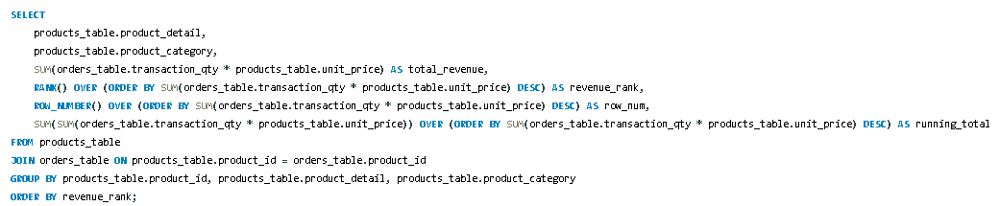 SELECT
products_table.product_detail,
products_table.product_category,
SUM(orders_table.transaction_qty * products_table.unit_price) AS total_revenue,
RANK() OVER (ORDER BY SUM(orders_table.transaction_qty * products_table.unit_price) DESC) AS revenue_rank,
ROW_NUMBER() OVER (ORDER BY SUM(orders_table.transaction_qty * products_table.unit_price) DESC) AS row_num,
SUM(SUM(orders_table.transaction_qty * products_table.unit_price)) OVER (ORDER BY SUM(orders_table.transaction_qty * products_table.unit_price) DESC) AS running_total
FROM products_table
JOIN orders_table ON products_table.product_id = orders_table.product_id
GROUP BY products_table.product_id, products_table.product_detail, products_table.product_category
ORDER BY revenue_rank;